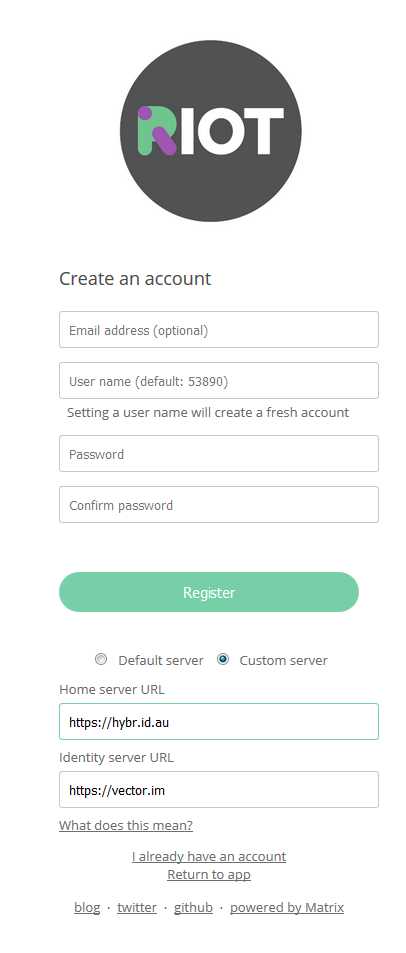 RIOT
Create an account
Email address (optional)
User name (default: 53890)
Setting a user name will create a fresh account
Password
Confirm password
Register
Default server Custom server
Home server URL
https://hybr.id.au
Identity server URL
https://vector.im
What does this mean?
I already have an account
Return to app
blog · twitter · github · powered by Matrix